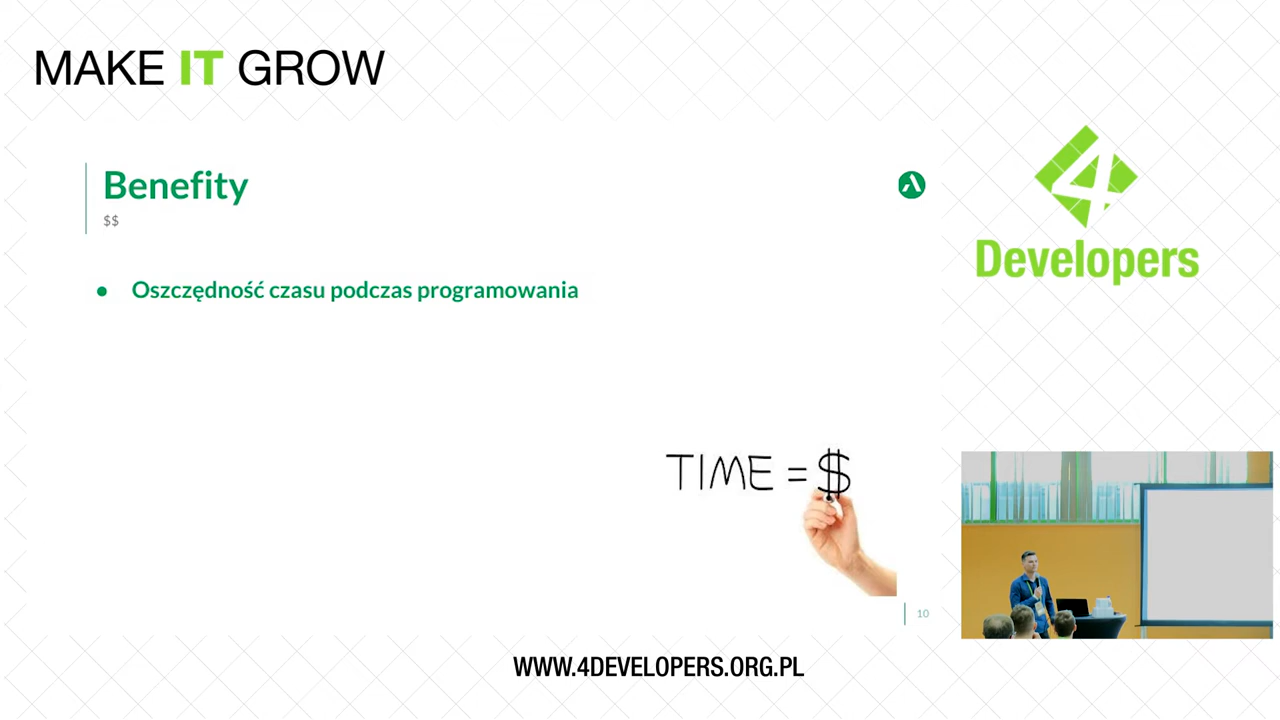 MAKE IT GROW
Benefity
$$
● Oszczędność czasu podczas programowania
TIME = $
10
4
Developers
WWW.4DEVELOPERS.ORG.PL